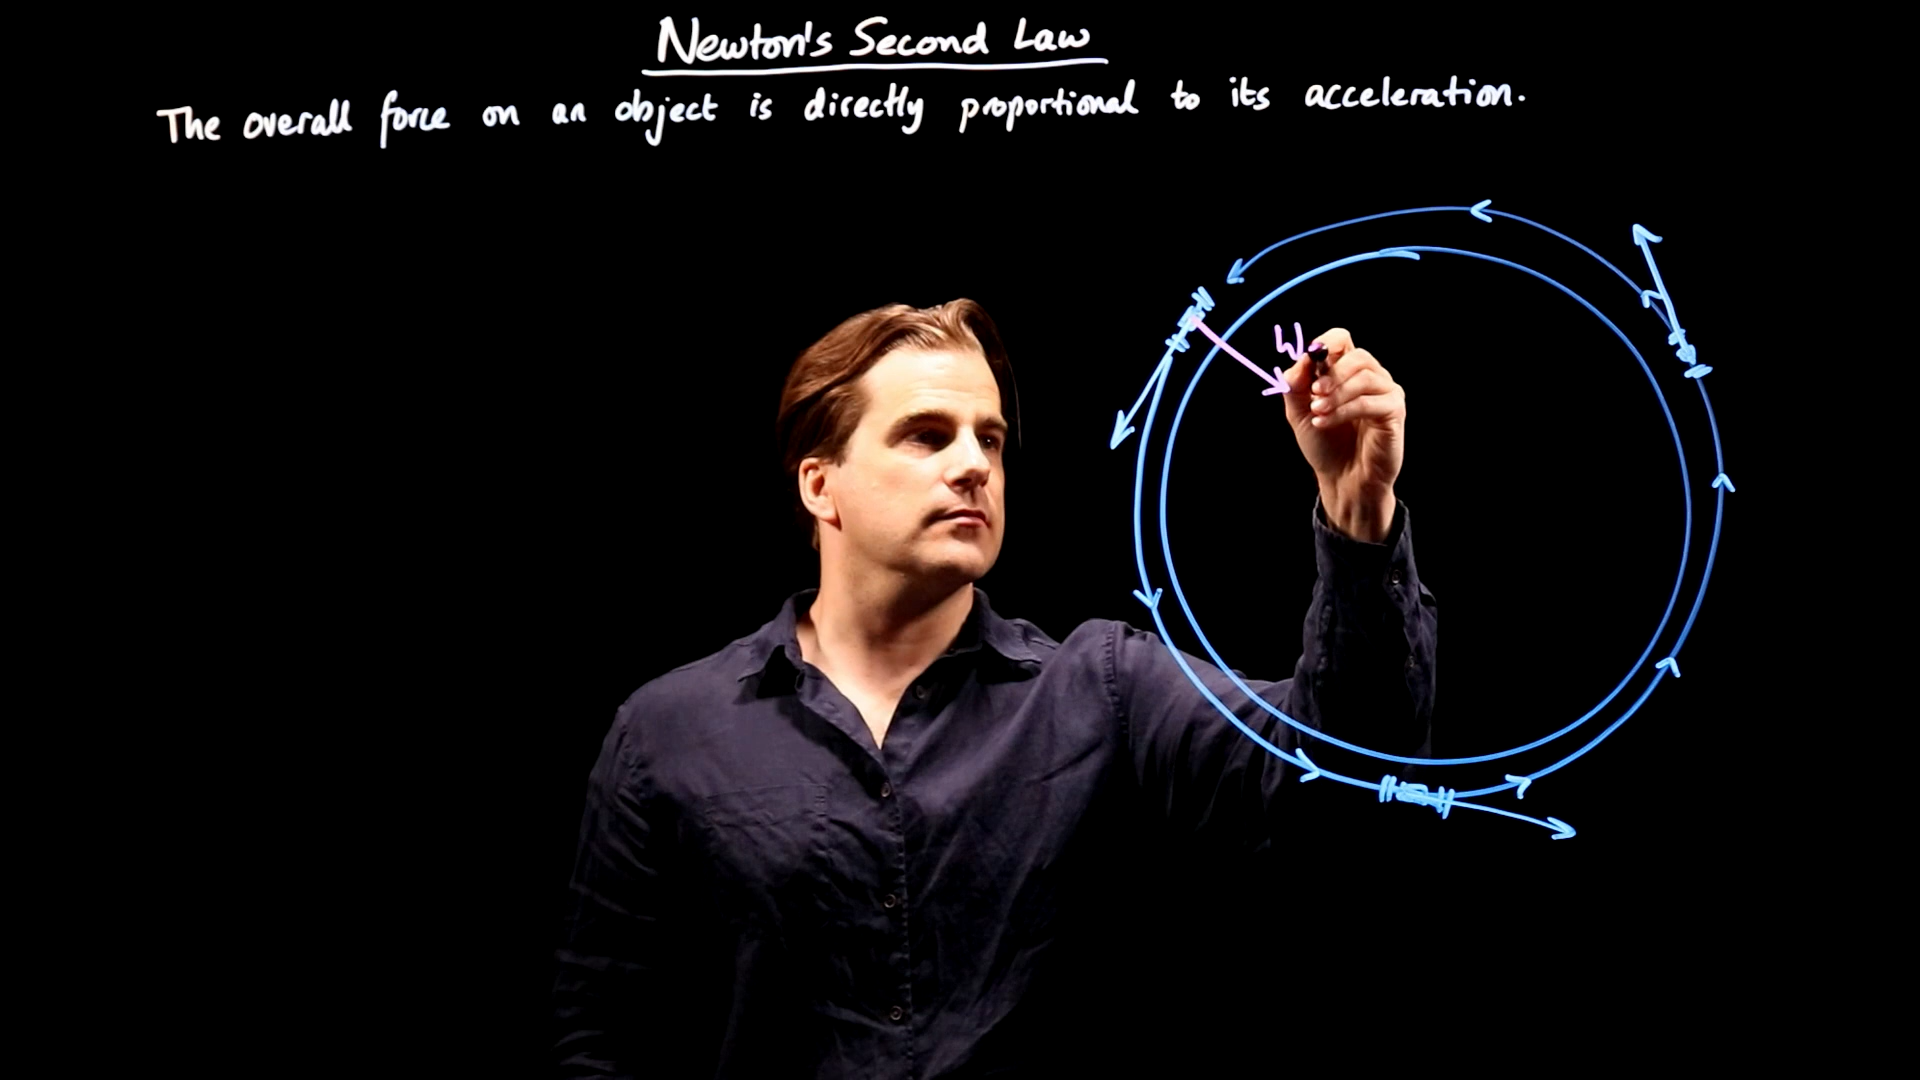 Newton's Second Law
The overall force on an object is directly proportional to its acceleration.
W